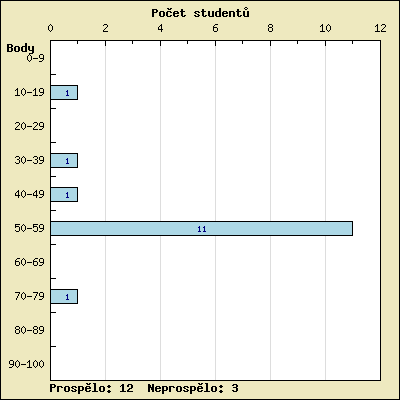 Počet studentů
0 2 4 6 8 10 12
Body
0-9
10-19 1
20-29
30-39 1
40-49 1
50-59 11
60-69
70-79 1
80-89
90-100
Prospělo: 12 Neprospělo: 3